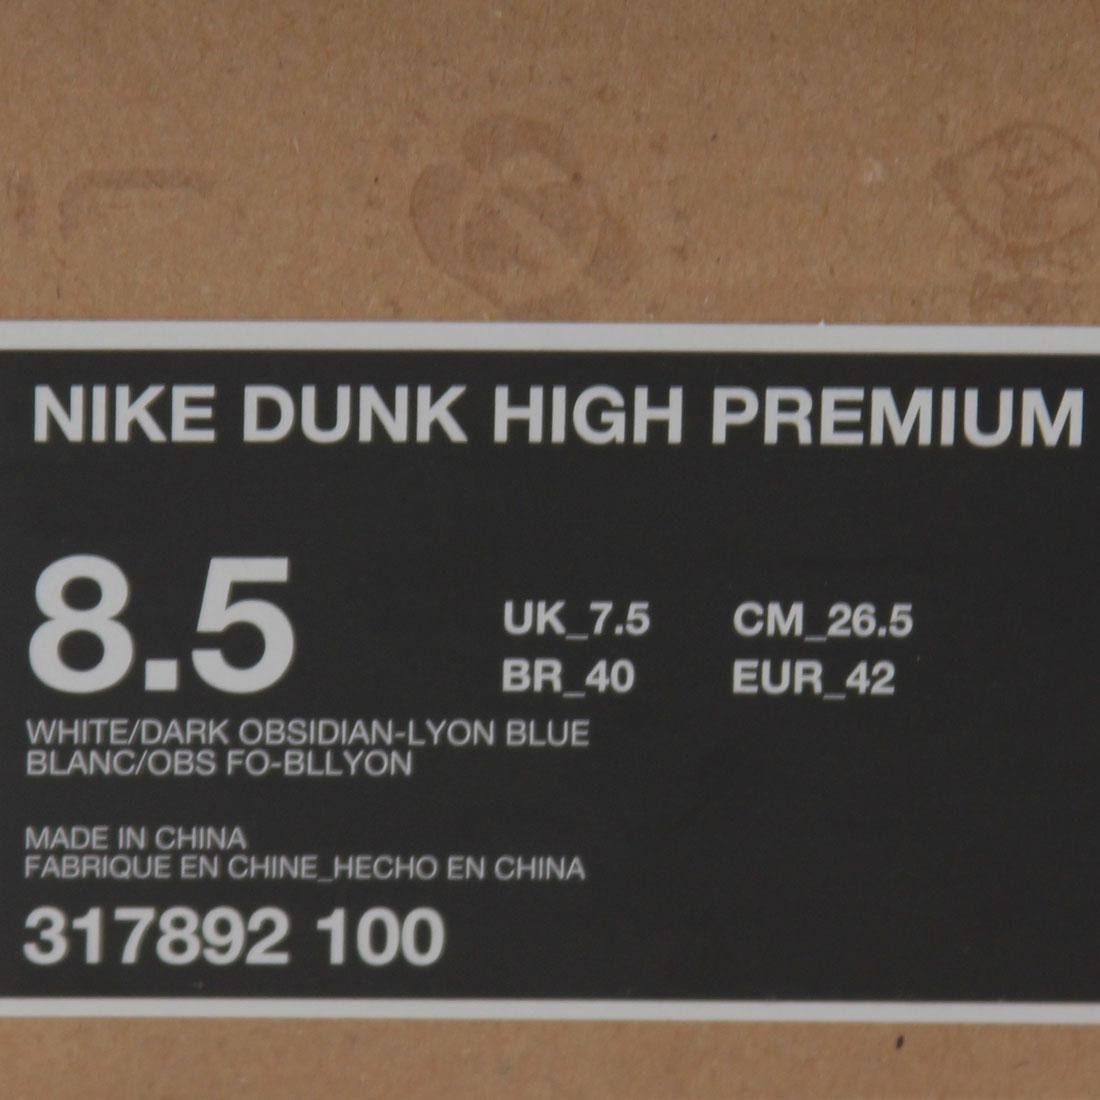 NIKE DUNK HIGH PREMIUM
8.5
UK_7.5 CM_26.5
BR_40 EUR_42
WHITE/DARK OBSIDIAN-LYON BLUE
BLANC/OBS FO-BLLYON
MADE IN CHINA
FABRIQUE EN CHINE_HECHO EN CHINA
317892 100